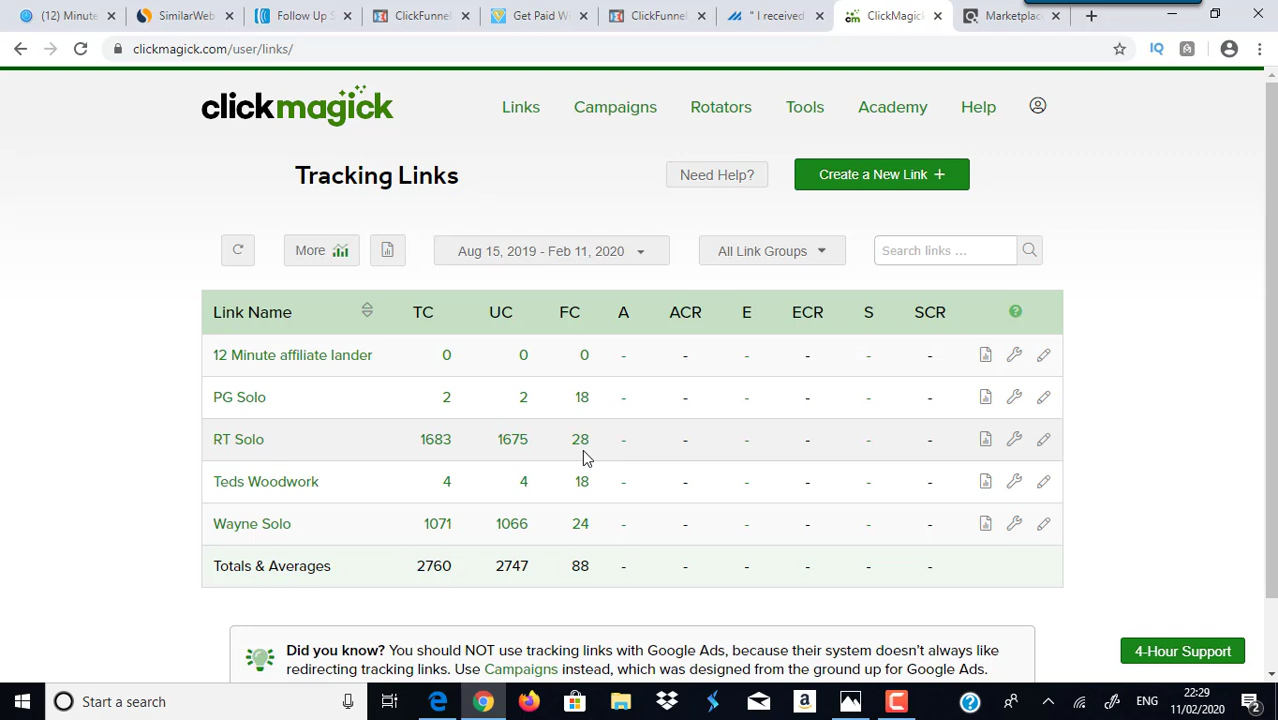 (12) Minute
SimilarWeb
Follow Up S
ClickFunnel
Get Paid Wi
ClickFunnel
" I received
ClickMagick
Marketplac
clickmagick.com/user/links/
clickmagick
Links
Campaigns
Rotators
Tools
Academy
Help
Tracking Links
Need Help?
Create a New Link +
More
Aug 15, 2019 - Feb 11, 2020
All Link Groups
Search links ...
Link Name TC UC FC A ACR E ECR S SCR ?
12 Minute affiliate lander 0 0 0 - - - - - -
PG Solo 2 2 18 - - - - - -
RT Solo 1683 1675 28 - - - - - -
Teds Woodwork 4 4 18 - - - - - -
Wayne Solo 1071 1066 24 - - - - - -
Totals & Averages 2760 2747 88 - - - - - -
Did you know? You should NOT use tracking links with Google Ads, because their system doesn't always like
redirecting tracking links. Use Campaigns instead, which was designed from the ground up for Google Ads.
4-Hour Support
Start a search
ENG
22:29
11/02/2020
2